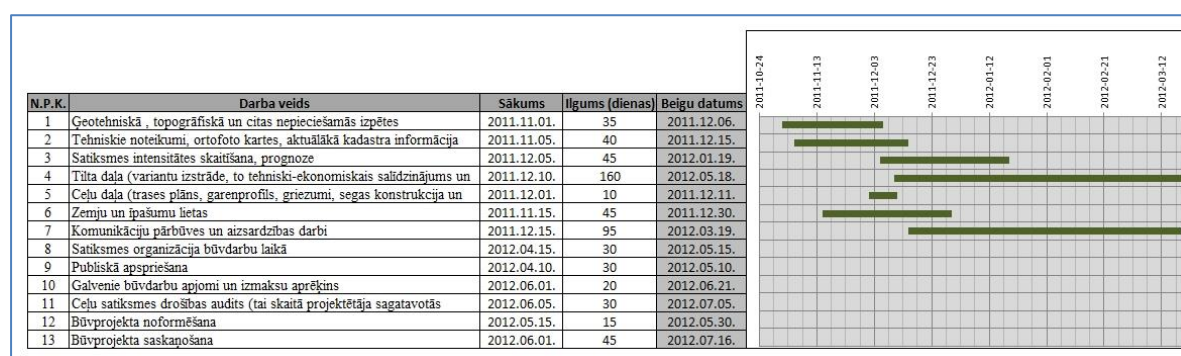 2011-10-24 2011-11-13 2011-12-03 2011-12-23 2012-01-12 2012-02-01 2012-02-21 2012-03-12
N.P.K. Darba veids Sākums Ilgums (dienas) Beigu datums
1 Ģeotehniskā , topogrāfiskā un citas nepieciešamās izpētes 2011.11.01. 35 2011.12.06.
2 Tehniskie noteikumi, ortofoto kartes, aktuālākā kadastra informācija 2011.11.05. 40 2011.12.15.
3 Satiksmes intensitātes skaitīšana, prognoze 2011.12.05. 45 2012.01.19.
4 Tilta daļa (variantu izstrāde, to tehniski-ekonomiskais salīdzinājums un 2011.12.10. 160 2012.05.18.
5 Ceļu daļa (trases plāns, garenprofils, griezumi, segas konstrukcija un 2011.12.01. 10 2011.12.11.
6 Zemju un īpašumu lietas 2011.11.15. 45 2011.12.30.
7 Komunikāciju pārbūves un aizsardzības darbi 2011.12.15. 95 2012.03.19.
8 Satiksmes organizācija būvdarbu laikā 2012.04.15. 30 2012.05.15.
9 Publiskā apspriešana 2012.04.10. 30 2012.05.10.
10 Galvenie būvdarbu apjomi un izmaksu aprēķins 2012.06.01. 20 2012.06.21.
11 Ceļu satiksmes drošības audits (tai skaitā projektētāja sagatavotās 2012.06.05. 30 2012.07.05.
12 Būvprojekta noformēšana 2012.05.15. 15 2012.05.30.
13 Būvprojekta saskaņošana 2012.06.01. 45 2012.07.16.